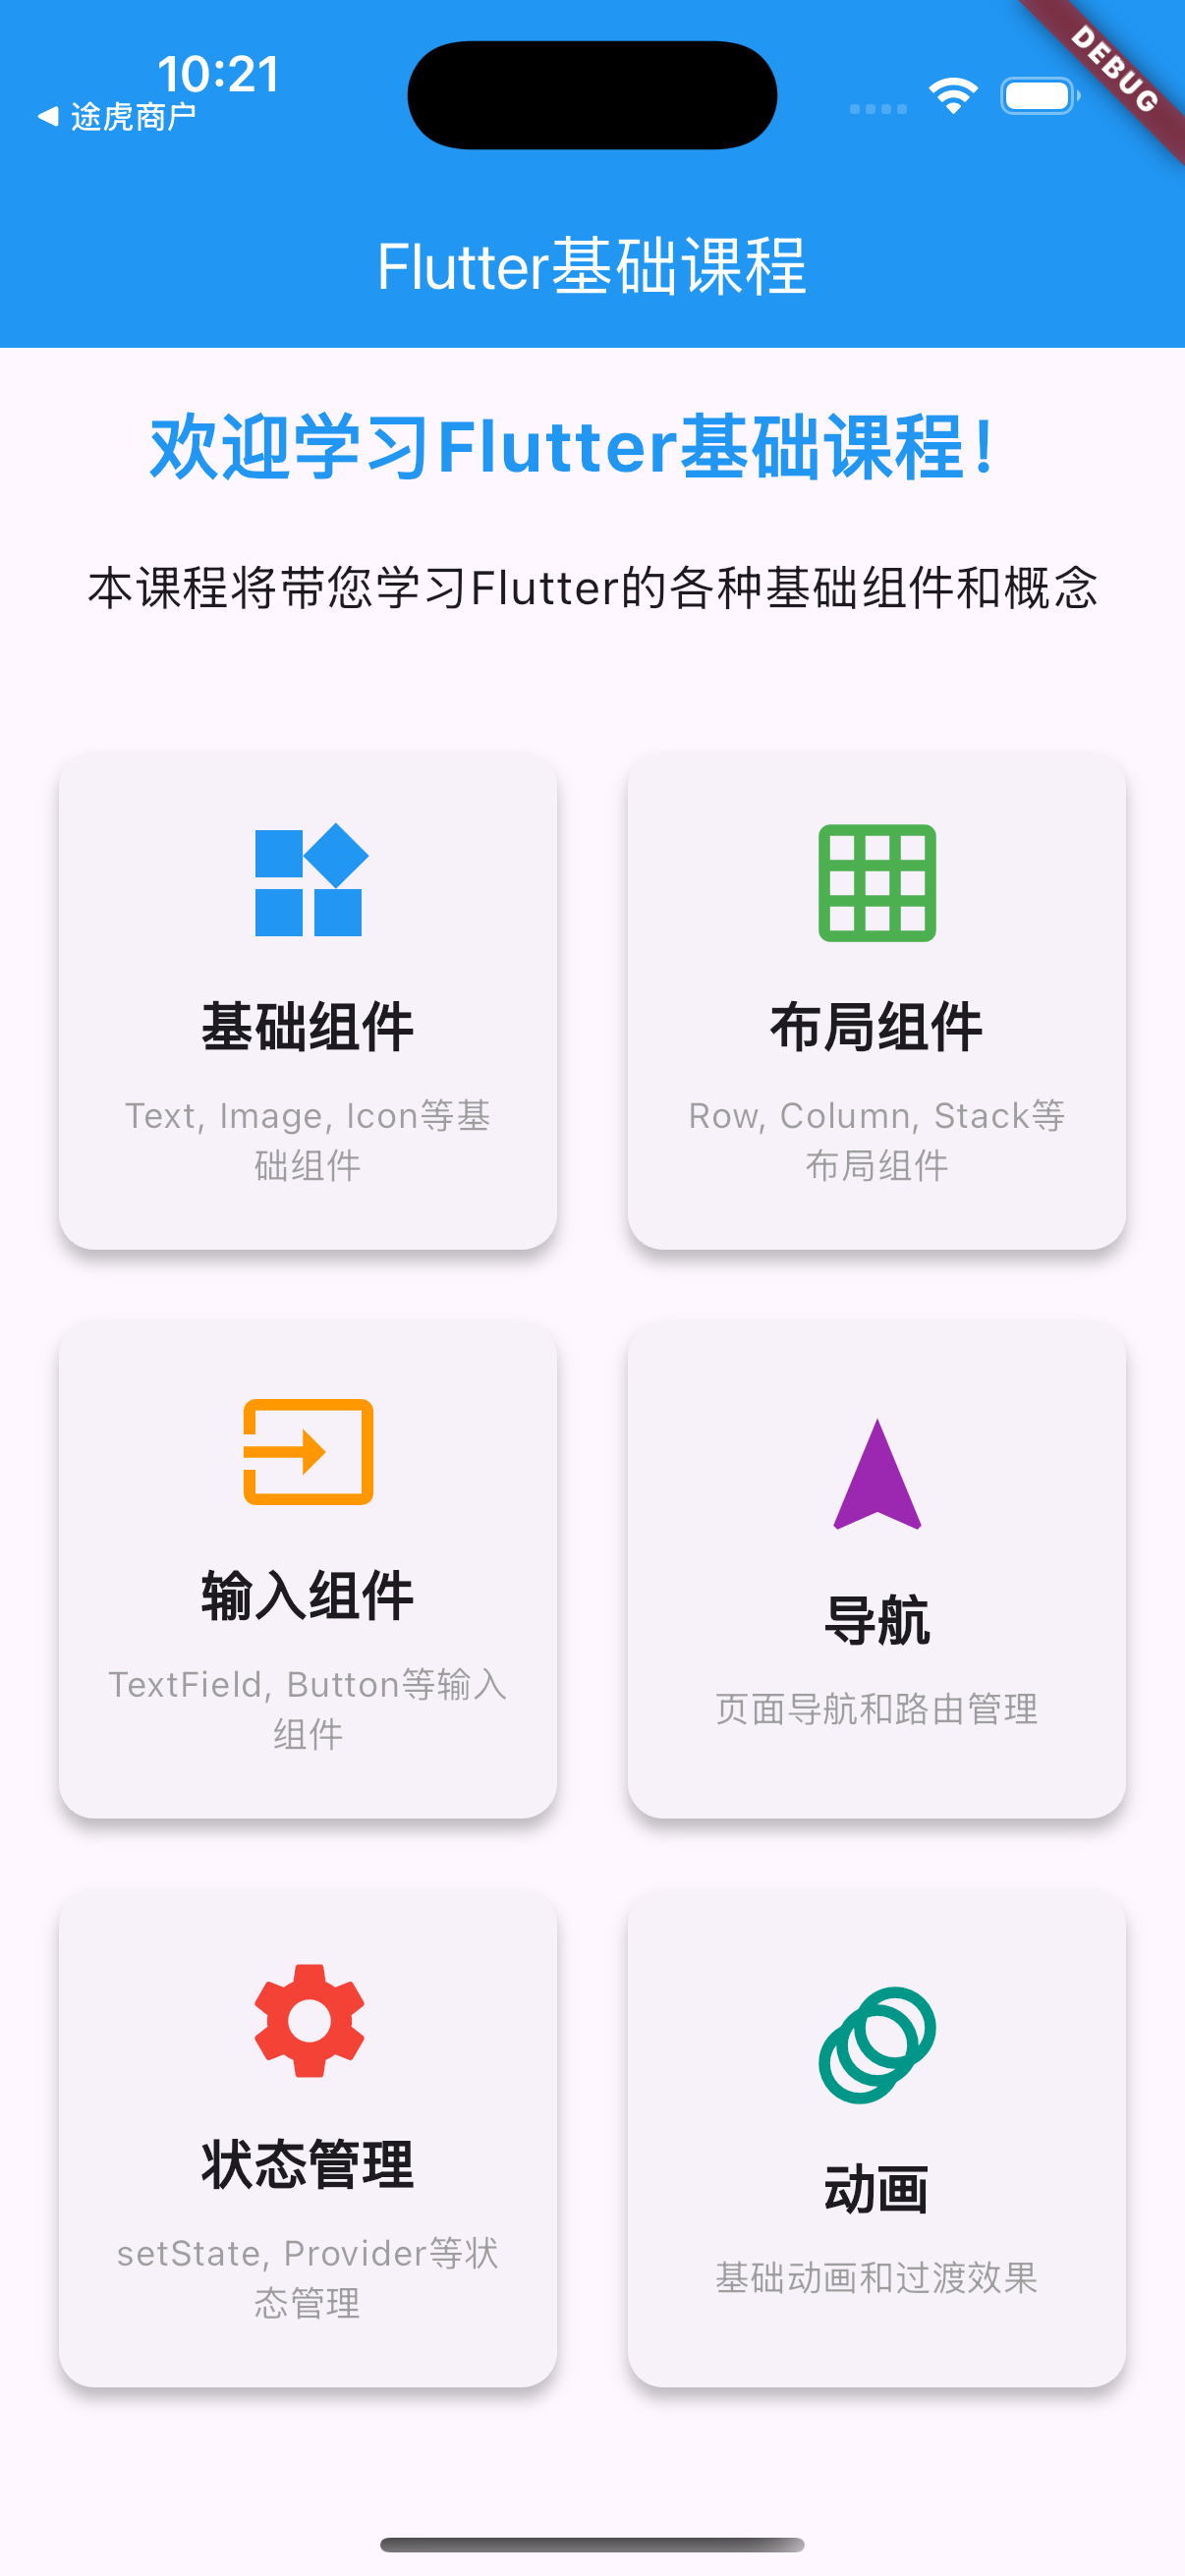 10:21
途虎商户
DEBUG
Flutter基础课程
欢迎学习Flutter基础课程！
本课程将带您学习Flutter的各种基础组件和概念
基础组件
Text, Image, Icon等基
础组件
布局组件
Row, Column, Stack等
布局组件
输入组件
TextField, Button等输入
组件
导航
页面导航和路由管理
状态管理
setState, Provider等状
态管理
动画
基础动画和过渡效果